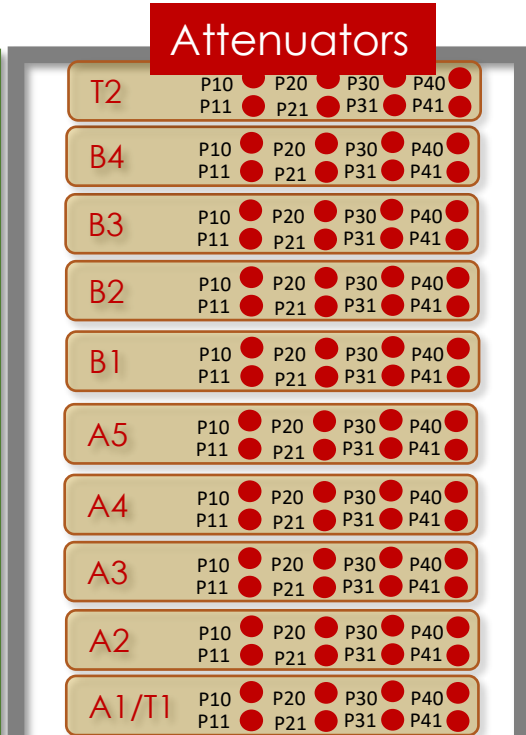 Attenuators
T2 P10 P20 P30 P40
P11 P21 P31 P41
B4 P10 P20 P30 P40
P11 P21 P31 P41
B3 P10 P20 P30 P40
P11 P21 P31 P41
B2 P10 P20 P30 P40
P11 P21 P31 P41
B1 P10 P20 P30 P40
P11 P21 P31 P41
A5 P10 P20 P30 P40
P11 P21 P31 P41
A4 P10 P20 P30 P40
P11 P21 P31 P41
A3 P10 P20 P30 P40
P11 P21 P31 P41
A2 P10 P20 P30 P40
P11 P21 P31 P41
A1/T1 P10 P20 P30 P40
P11 P21 P31 P41